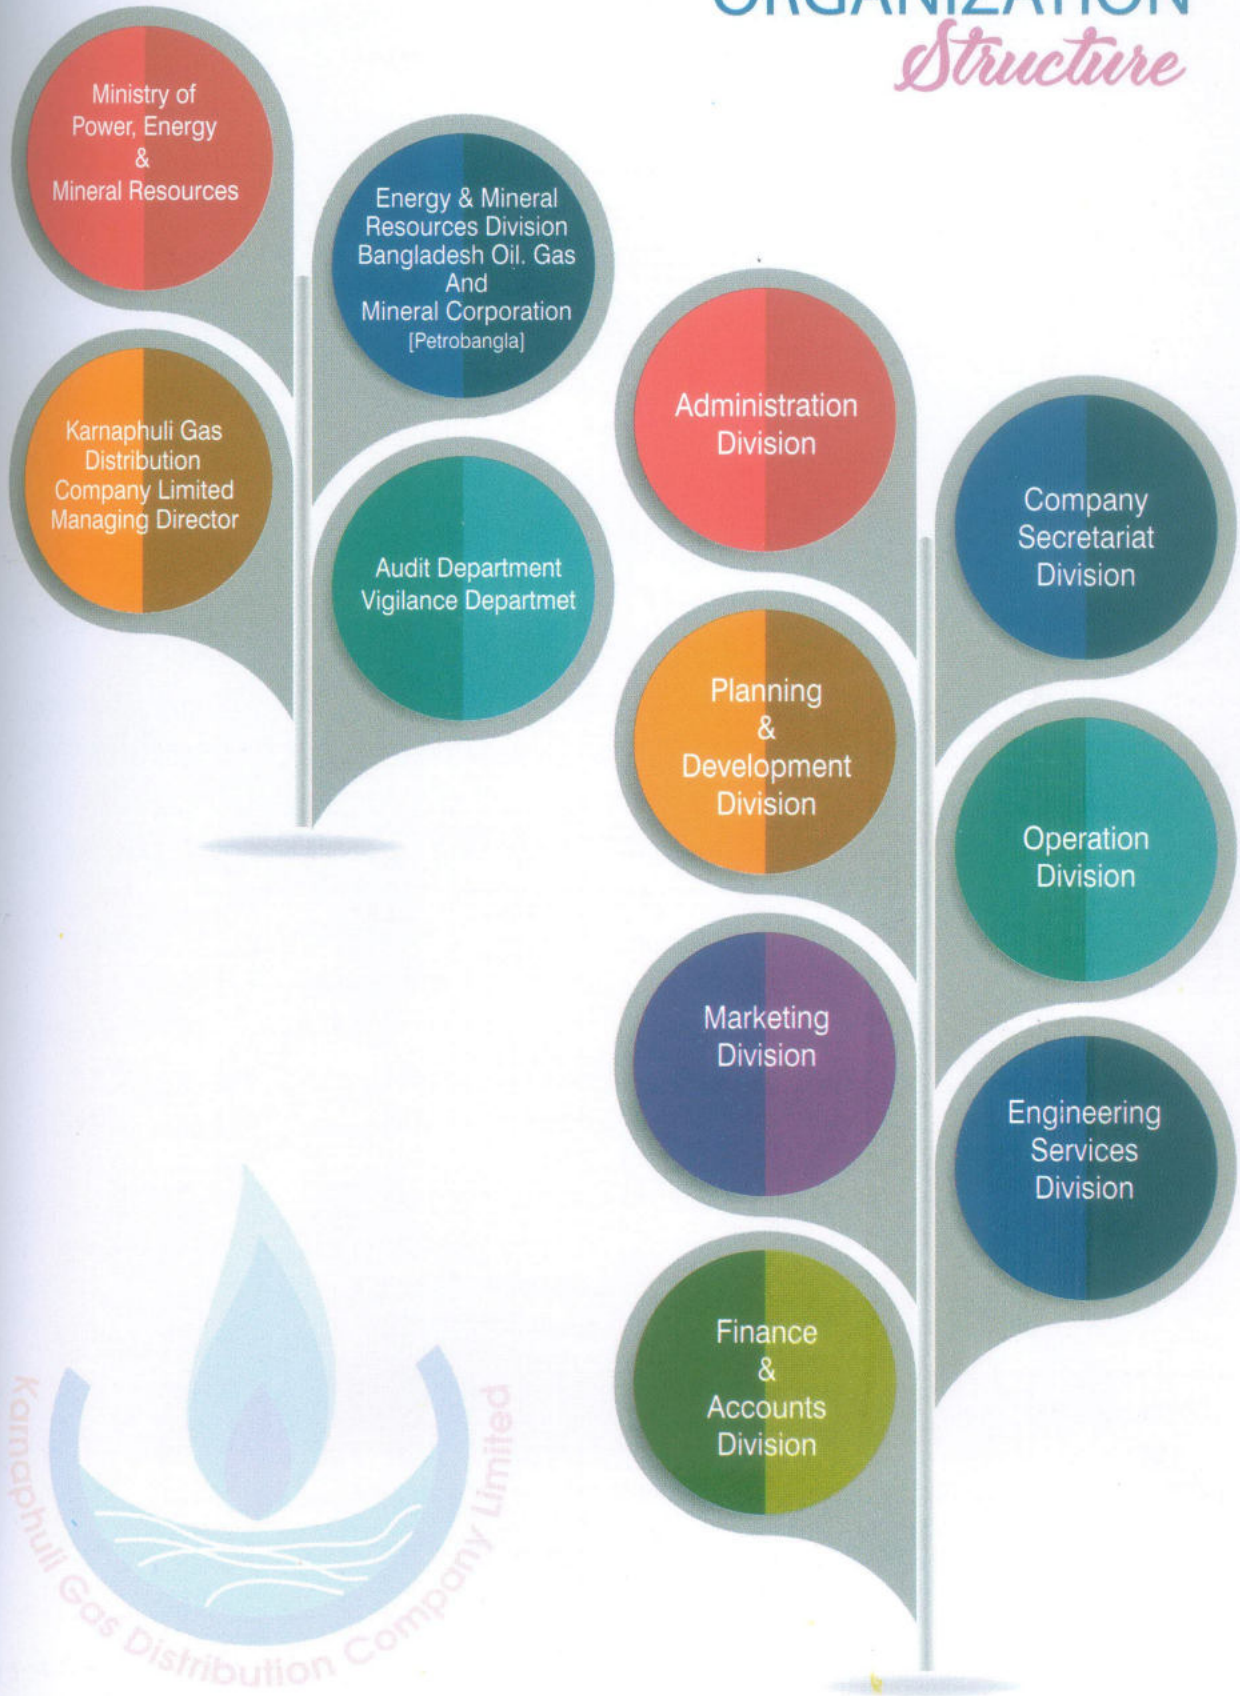 ORGANIZATION
Structure
Ministry of
Power, Energy
&
Mineral Resources
Energy & Mineral
Resources Division
Bangladesh Oil. Gas
And
Mineral Corporation
[Petrobangla]
Karnaphuli Gas
Distribution
Company Limited
Managing Director
Audit Department
Vigilance Departmet
Administration
Division
Company
Secretariat
Division
Planning
&
Development
Division
Operation
Division
Marketing
Division
Engineering
Services
Division
Finance
&
Accounts
Division
Karnaphuli Gas Distribution Company Limited